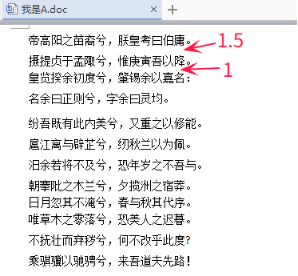 我是A.doc
帝高阳之苗裔兮，朕皇考曰伯庸。
1.5
摄提贞于孟陬兮，惟庚寅吾以降。
1
皇览揆余初度兮，肇锡余以嘉名：
名余曰正则兮，字余曰灵均。
纷吾既有此内美兮，又重之以修能。
扈江离与辟芷兮，纫秋兰以为佩。
汩余若将不及兮，恐年岁之不吾与。
朝搴阰之木兰兮，夕揽洲之宿莽。
日月忽其不淹兮，春与秋其代序。
唯草木之零落兮，恐美人之迟暮。
不抚壮而弃秽兮，何不改乎此度?
乘骐骥以驰骋兮，来吾道夫先路！